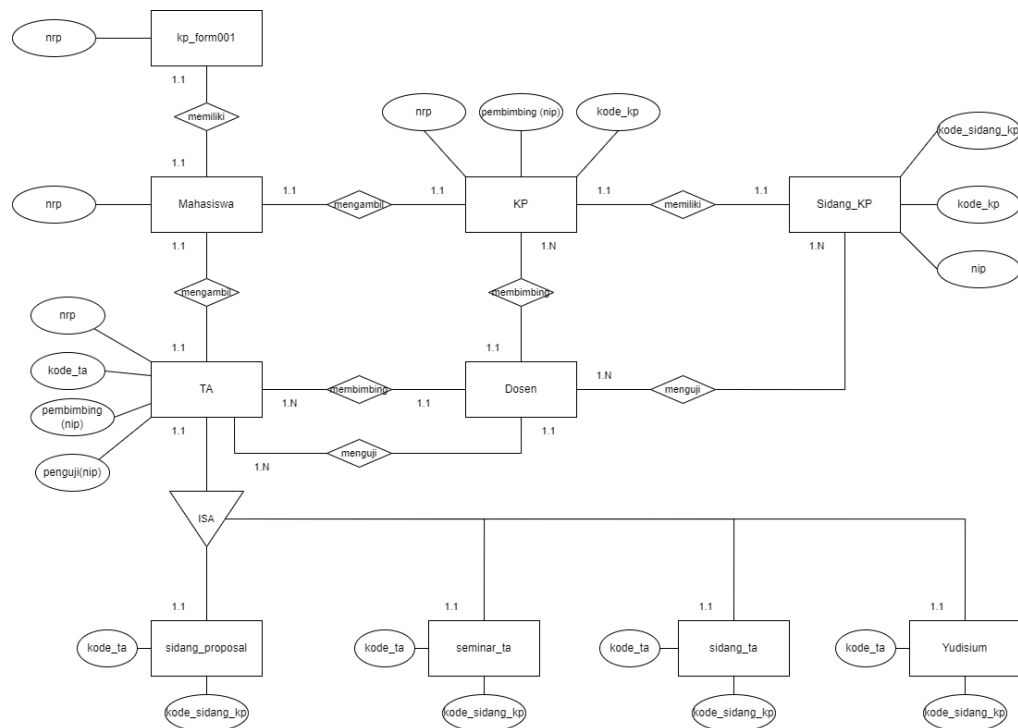 nrp
kp_form001
1.1
memiliki
1.1
nrp
pembimbing (nip)
kode_kp
kode_sidang_kp
nrp
Mahasiswa
1.1
mengambil
1.1
KP
1.1
memiliki
1.1
Sidang_KP
kode_kp
nip
1.1
1.N
1.N
mengambil
membimbing
nrp
kode_ta
pembimbing
(nip)
penguji(nip)
1.1
1.1
TA
1.N
membimbing
1.1
Dosen
1.N
menguji
1.1
1.N
menguji
1.1
ISA
1.1
1.1
1.1
1.1
kode_ta
sidang_proposal
kode_ta
seminar_ta
kode_ta
sidang_ta
kode_ta
Yudisium
kode_sidang_kp
kode_sidang_kp
kode_sidang_kp
kode_sidang_kp